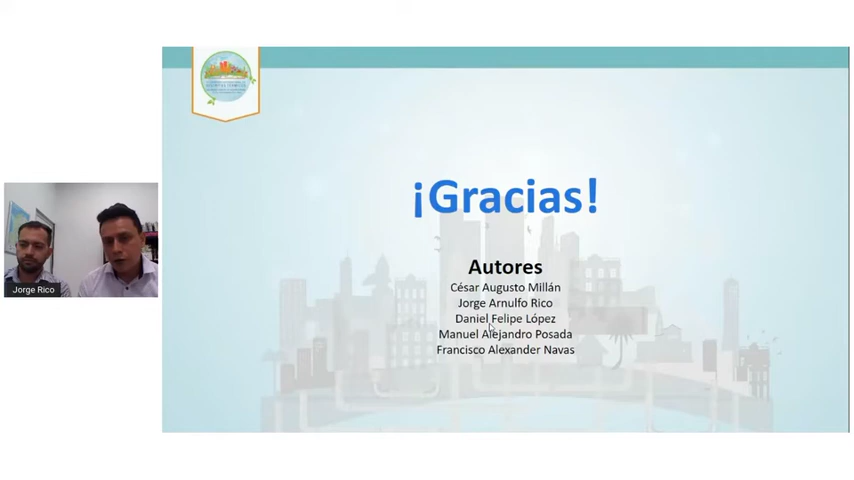 ¡Gracias!
Autores
César Augusto Millán
Jorge Arnulfo Rico
Daniel Felipe López
Manuel Alejandro Posada
Francisco Alexander Navas
Jorge Rico